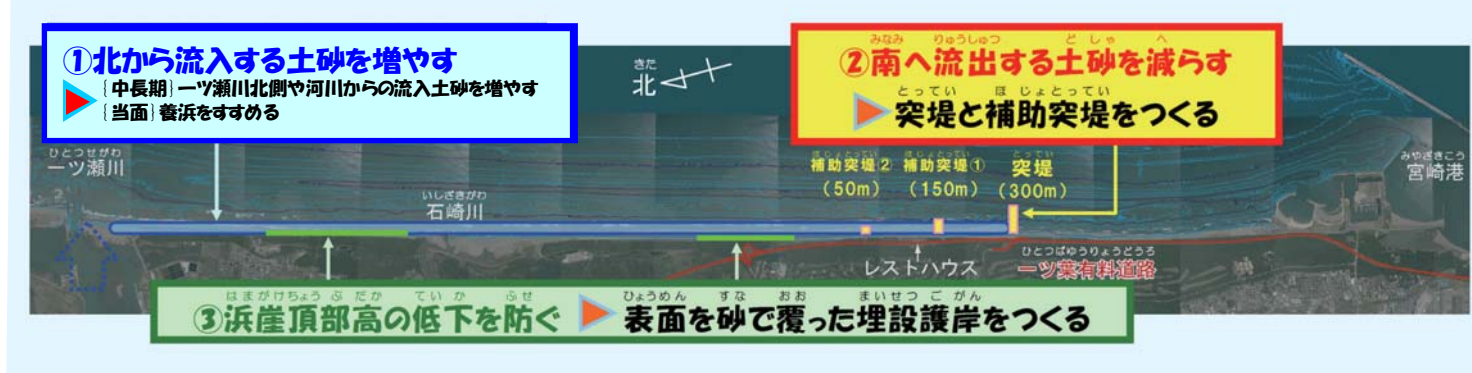 ①北から流入する土砂を増やす
{中長期}一ツ瀬川北側や河川からの流入土砂を増やす
{当面}養浜をすすめる
きた
北
みなみ りゅうしゅつ どしゃ へ
②南へ流出する土砂を減らす
とってい ほじょとってい
突堤と補助突堤をつくる
ひとつせがわ
一ツ瀬川
いしざきがわ
石崎川
ほじょとってい
補助突堤②
(50m)
ほじょとってい
補助突堤①
(150m)
とってい
突堤
(300m)
みやざきこう
宮崎港
レストハウス
ひとつばゆうりょうどうろ
一ツ葉有料道路
はまがけちょうぶだか ていか ふせ
③浜崖頂部高の低下を防ぐ
ひょうめん すな おお まいせつごがん
表面を砂で覆った埋設護岸をつくる